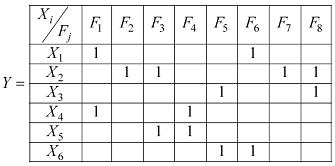 X_i / F_j F_1 F_2 F_3 F_4 F_5 F_6 F_7 F_8
X_1 1 1
X_2 1 1 1 1
Y = X_3 1 1
X_4 1 1
X_5 1 1
X_6 1 1